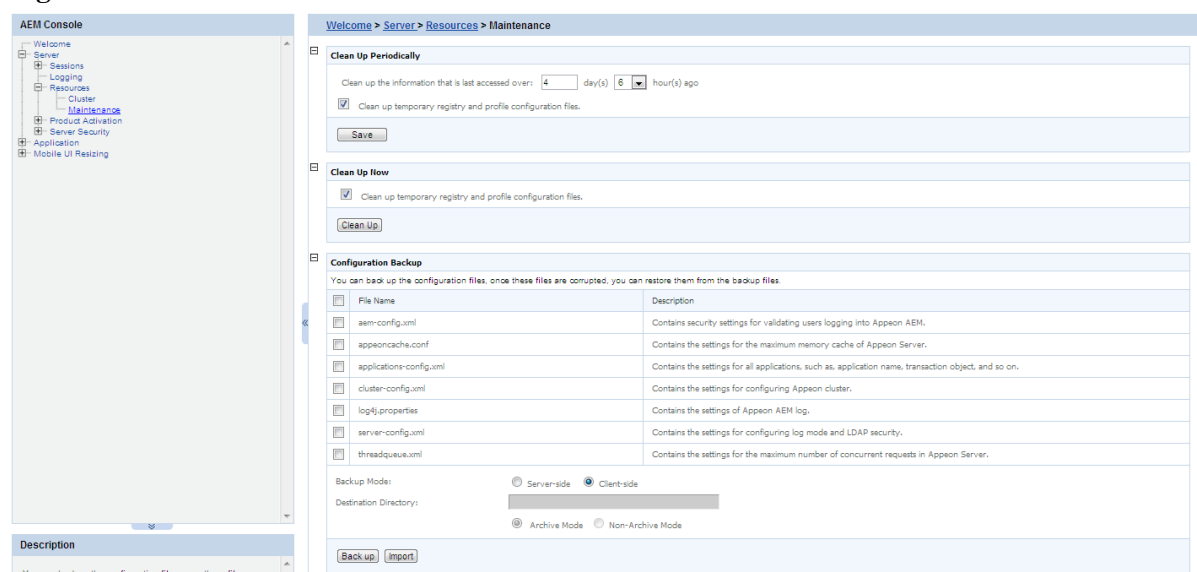 AEM Console
Welcome
Server
Sessions
Logging
Resources
Cluster
Maintenance
Product Activation
Server Security
Application
Mobile UI Resizing
Description
Welcome > Server > Resources > Maintenance
Clean Up Periodically
Clean up the information that is last accessed over: 4 day(s) 6 hour(s) ago
Clean up temporary registry and profile configuration files.
Save
Clean Up Now
Clean up temporary registry and profile configuration files.
Clean Up
Configuration Backup
You can back up the configuration files, once these files are corrupted, you can restore them from the backup files.
File Name Description
aem-config.xml Contains security settings for validating users logging into Appeon AEM.
appeoncache.conf Contains the settings for the maximum memory cache of Appeon Server.
applications-config.xml Contains the settings for all applications, such as, application name, transaction object, and so on.
cluster-config.xml Contains the settings for configuring Appeon cluster.
log4j.properties Contains the settings of Appeon AEM log.
server-config.xml Contains the settings for configuring log mode and LDAP security.
threadqueue.xml Contains the settings for the maximum number of concurrent requests in Appeon Server.
Backup Mode: Server-side Client-side
Destination Directory:
Archive Mode Non-Archive Mode
Back up Import